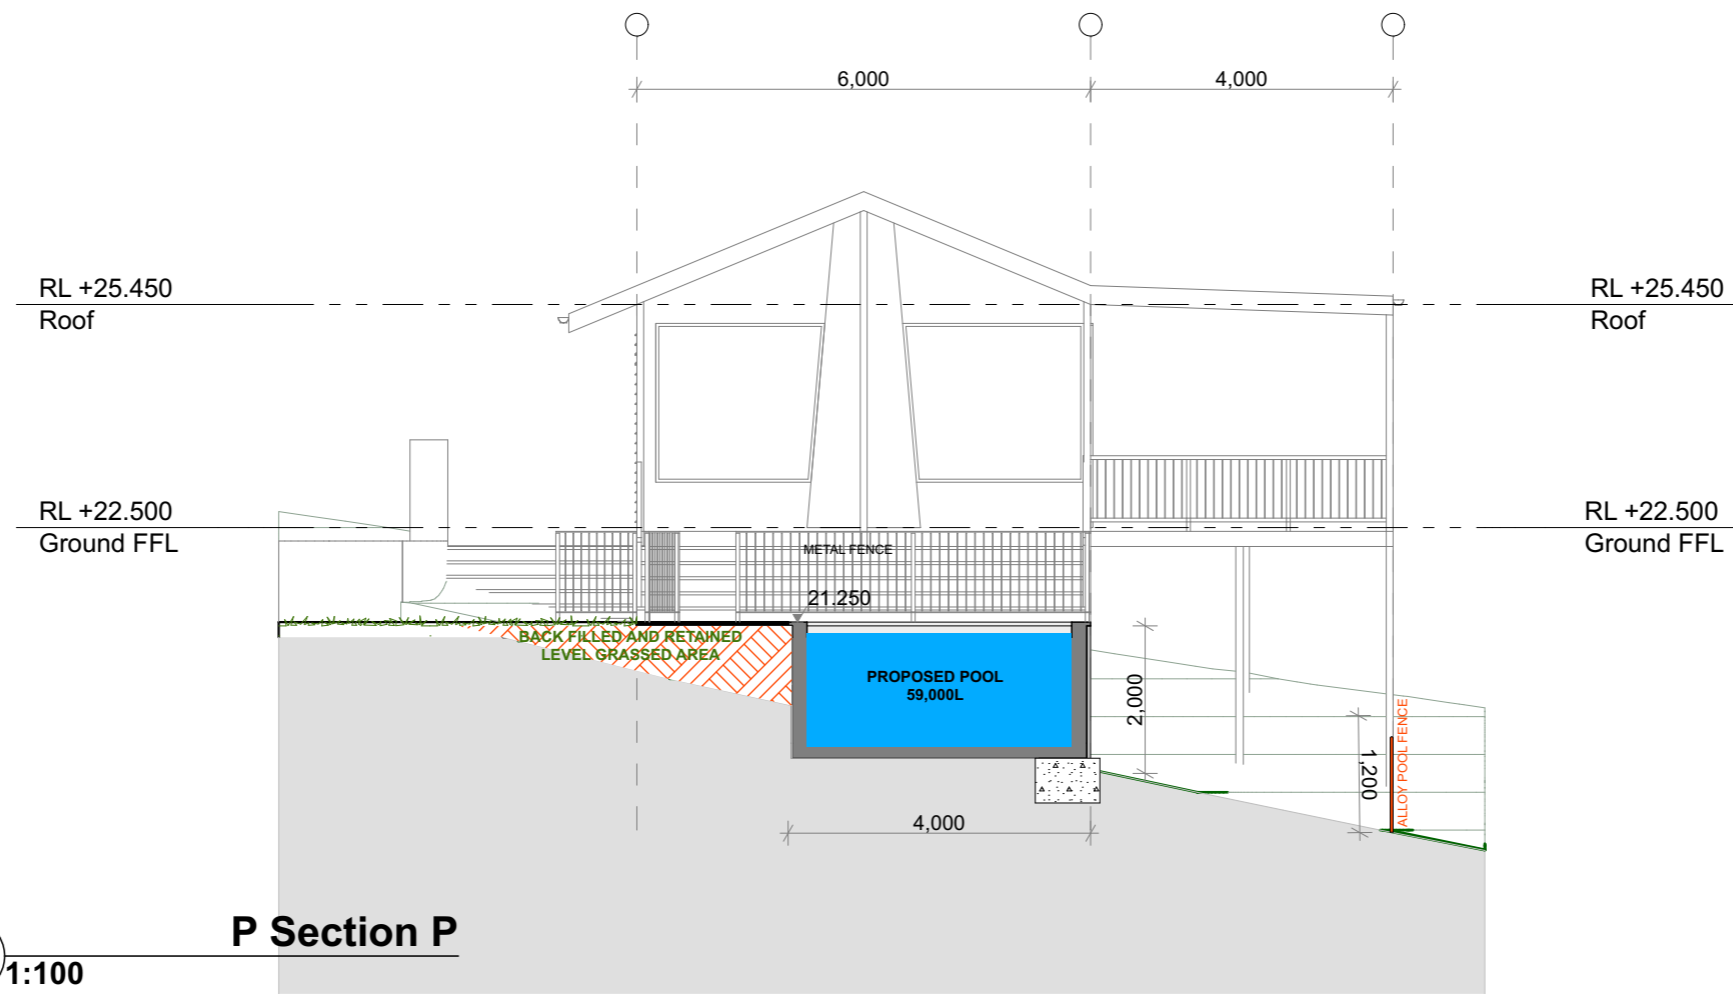 6,000
4,000
RL +25.450
Roof
RL +25.450
Roof
RL +22.500
Ground FFL
RL +22.500
Ground FFL
METAL FENCE
21.250
BACK FILLED AND RETAINED
LEVEL GRASSED AREA
PROPOSED POOL
59,000L
2,000
1,200
ALLOY POOL FENCE
4,000
P Section P
1:100